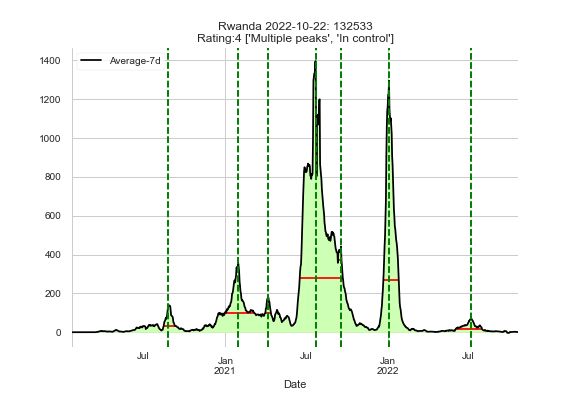 Rwanda 2022-10-22: 132533
Rating:4 ['Multiple peaks', 'In control']
Average-7d
1400
1200
1000
800
600
400
200
0
Jul
Jan
2021
Jul
Jan
2022
Jul
Date